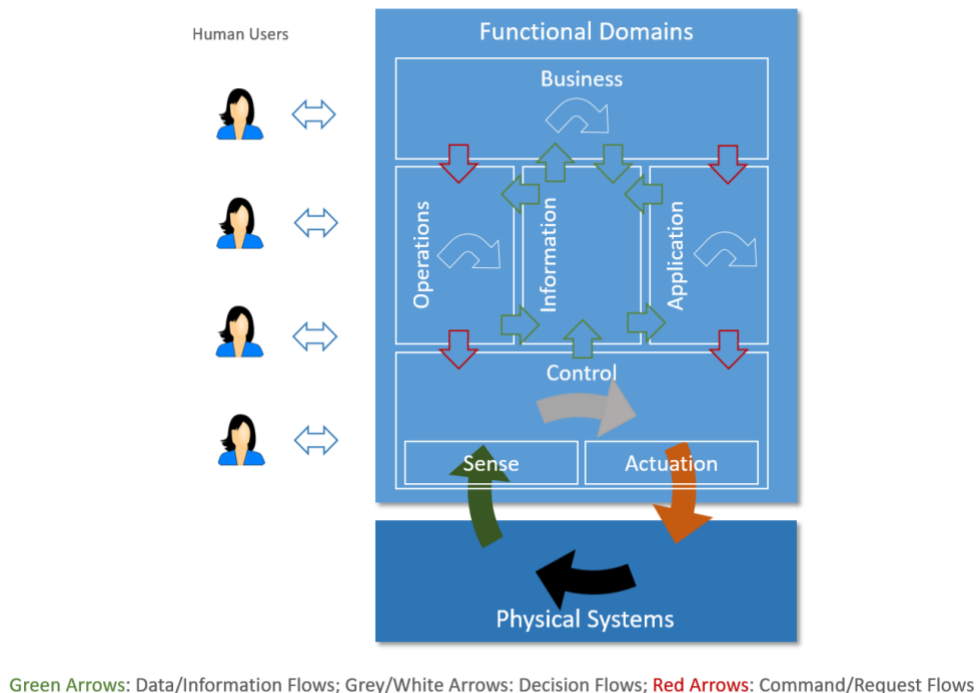 Human Users
Functional Domains
Business
Operations
Information
Application
Control
Sense
Actuation
Physical Systems
Green Arrows: Data/Information Flows; Grey/White Arrows: Decision Flows; Red Arrows: Command/Request Flows